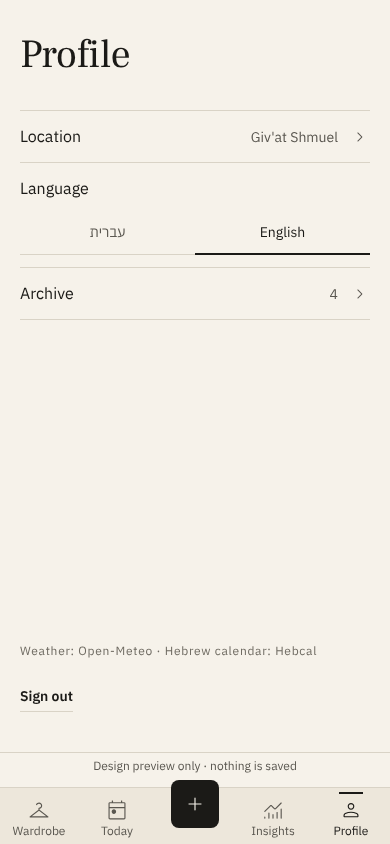 Profile
Location Giv'at Shmuel
Language
עברית English
Archive 4
Weather: Open-Meteo · Hebrew calendar: Hebcal
Sign out
Design preview only · nothing is saved
Wardrobe Today Insights Profile